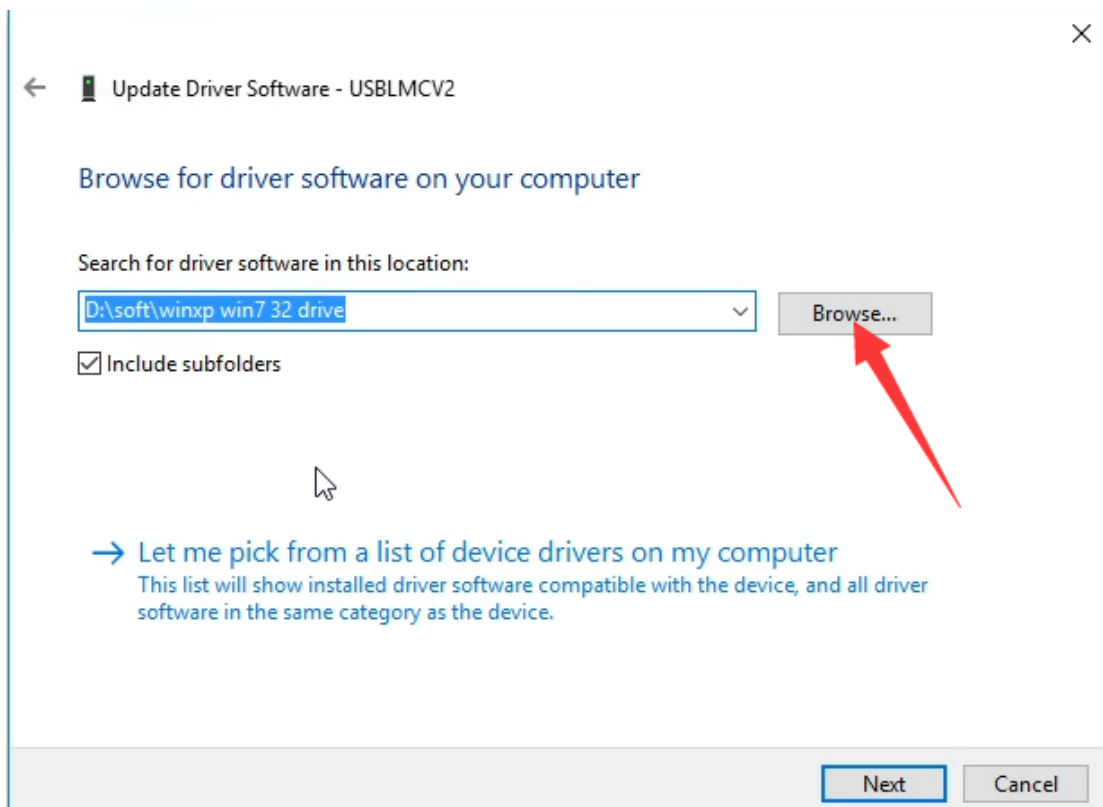 Update Driver Software - USBLMCV2
Browse for driver software on your computer
Search for driver software in this location:
D:\soft\winxp win7 32 drive
Browse...
Include subfolders
Let me pick from a list of device drivers on my computer
This list will show installed driver software compatible with the device, and all driver
software in the same category as the device.
Next
Cancel